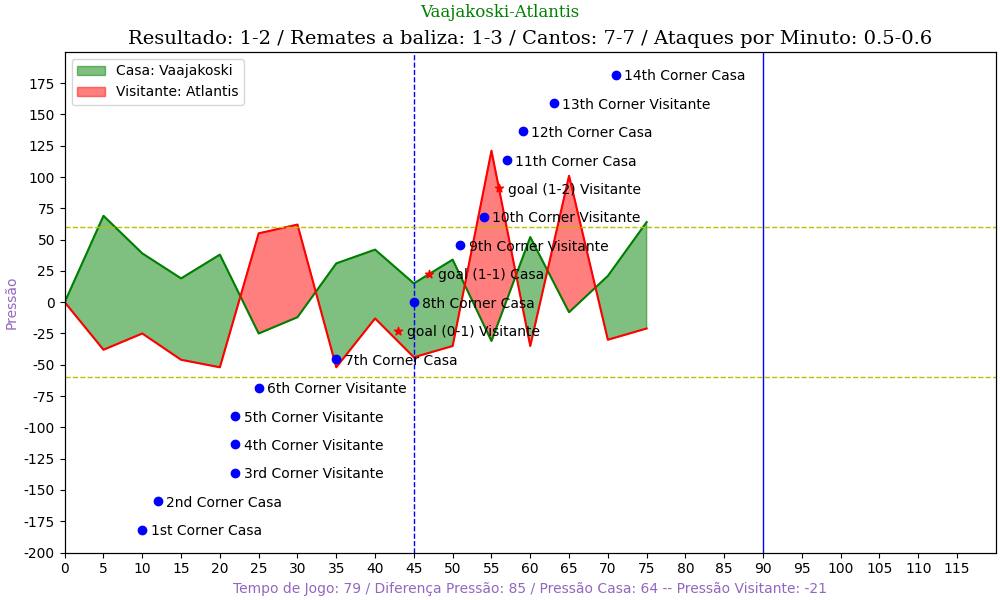 Vaajakoski-Atlantis
Resultado: 1-2 / Remates a baliza: 1-3 / Cantos: 7-7 / Ataques por Minuto: 0.5-0.6
Casa: Vaajakoski
Visitante: Atlantis
14th Corner Casa
13th Corner Visitante
12th Corner Casa
11th Corner Casa
goal (1-2) Visitante
10th Corner Visitante
9th Corner Visitante
goal (1-1) Casa
8th Corner Casa
goal (0-1) Visitante
7th Corner Casa
6th Corner Visitante
5th Corner Visitante
4th Corner Visitante
3rd Corner Visitante
2nd Corner Casa
1st Corner Casa
Pressão
175
150
125
100
75
50
25
0
-25
-50
-75
-100
-125
-150
-175
-200
0 5 10 15 20 25 30 35 40 45 50 55 60 65 70 75 80 85 90 95 100 105 110 115
Tempo de Jogo: 79 / Diferença Pressão: 85 / Pressão Casa: 64 -- Pressão Visitante: -21